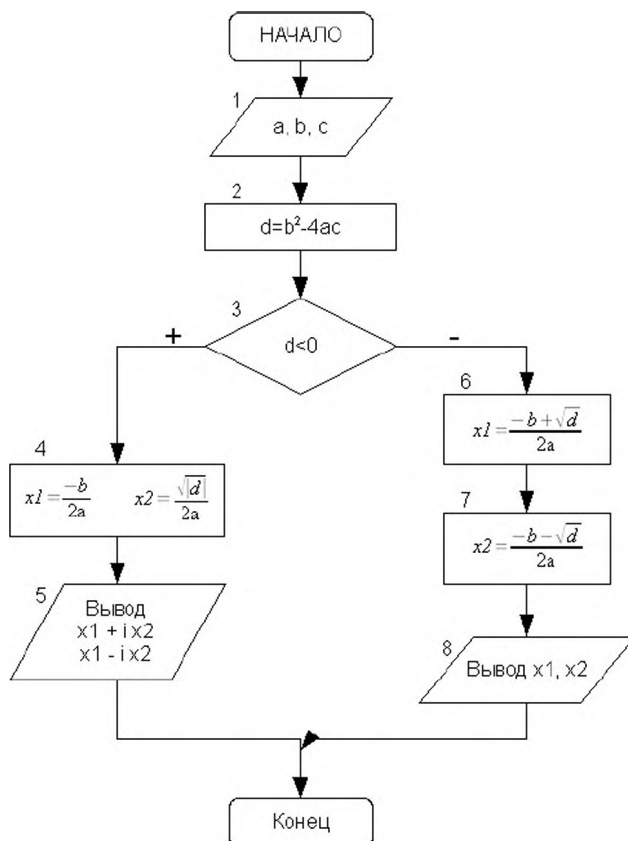 НАЧАЛО
1
a, b, c
2
d=b²-4ac
3
d<0
+
-
4
x1 = -b / 2a    x2 = √|d| / 2a
5
Вывод
x1 + i x2
x1 - i x2
6
x1 = -b + √d / 2a
7
x2 = -b - √d / 2a
8
Вывод x1, x2
Конец